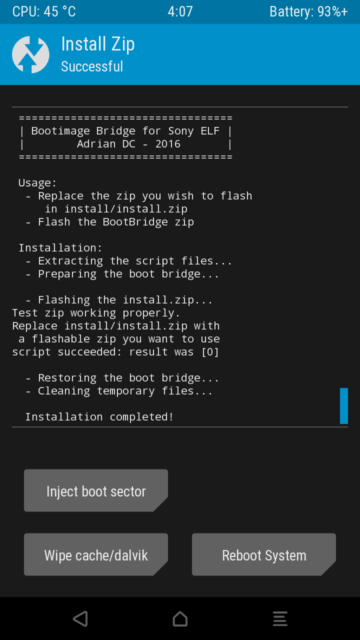 CPU: 45 °C 4:07 Battery: 93%+
Install Zip
Successful
=================================
| Bootimage Bridge for Sony ELF |
| Adrian DC - 2016 |
=================================
Usage:
- Replace the zip you wish to flash
in install/install.zip
- Flash the BootBridge zip
Installation:
- Extracting the script files...
- Preparing the boot bridge...
- Flashing the install.zip...
Test zip working properly.
Replace install/install.zip with
a flashable zip you want to use
script succeeded: result was [0]
- Restoring the boot bridge...
- Cleaning temporary files...
Installation completed!
Inject boot sector
Wipe cache/dalvik Reboot System